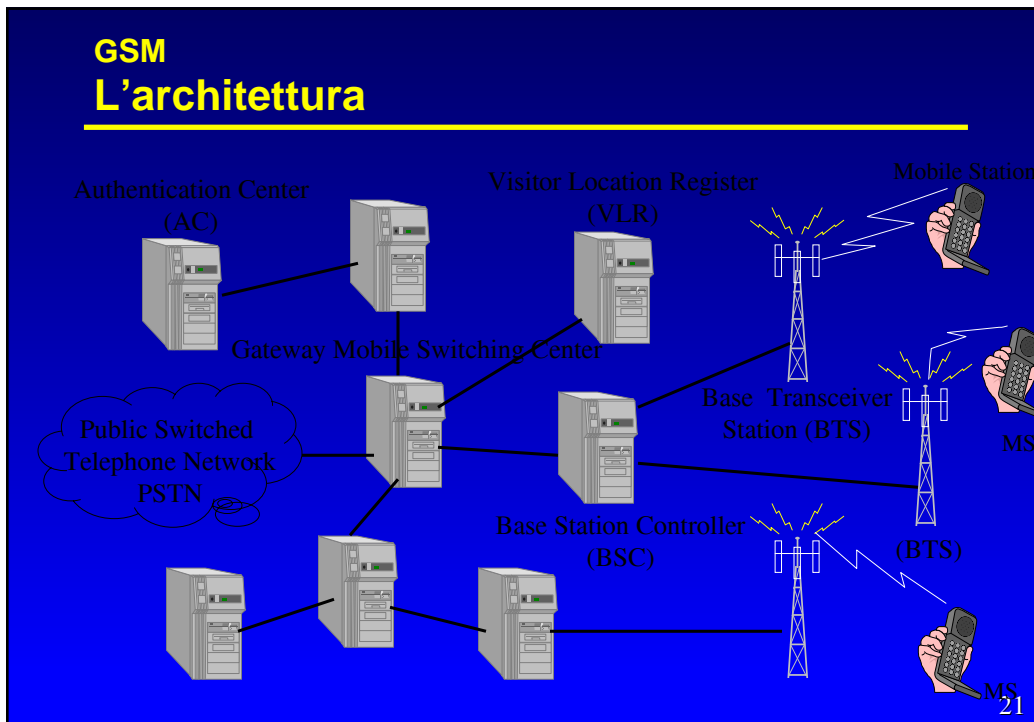 GSM
L'architettura
Authentication Center
(AC)
Visitor Location Register
(VLR)
Mobile Station
Gateway Mobile Switching Center
Public Switched
Telephone Network
PSTN
Base Transceiver
Station (BTS)
MS
Base Station Controller
(BSC)
(BTS)
MS
21